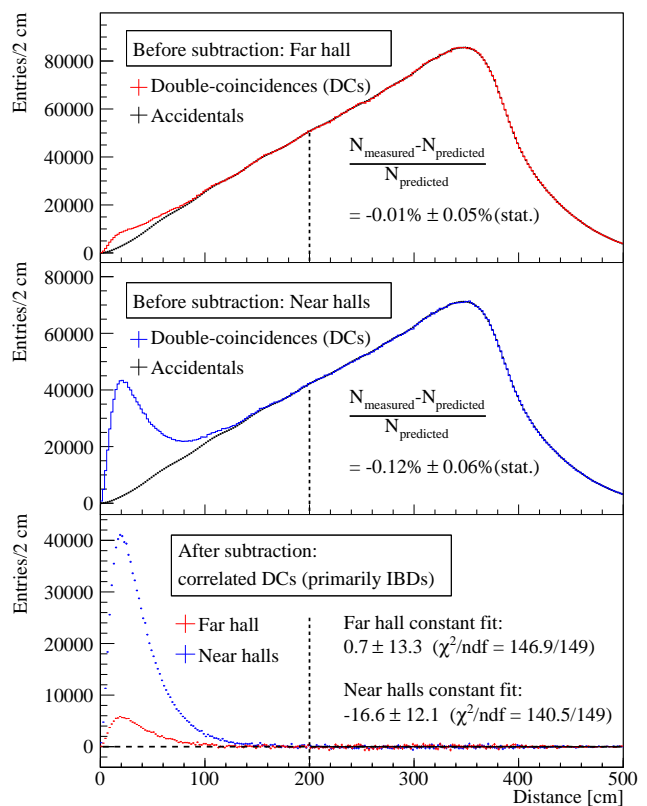 Entries/2 cm
80000
60000
40000
20000
0
Before subtraction: Far hall
Double-coincidences (DCs)
Accidentals
N_measured-N_predicted
N_predicted
= -0.01% ± 0.05%(stat.)
Entries/2 cm
80000
60000
40000
20000
0
Before subtraction: Near halls
Double-coincidences (DCs)
Accidentals
N_measured-N_predicted
N_predicted
= -0.12% ± 0.06%(stat.)
Entries/2 cm
40000
30000
20000
10000
0
After subtraction:
correlated DCs (primarily IBDs)
Far hall
Near halls
Far hall constant fit:
0.7 ± 13.3 (χ²/ndf = 146.9/149)
Near halls constant fit:
-16.6 ± 12.1 (χ²/ndf = 140.5/149)
0 100 200 300 400 500
Distance [cm]